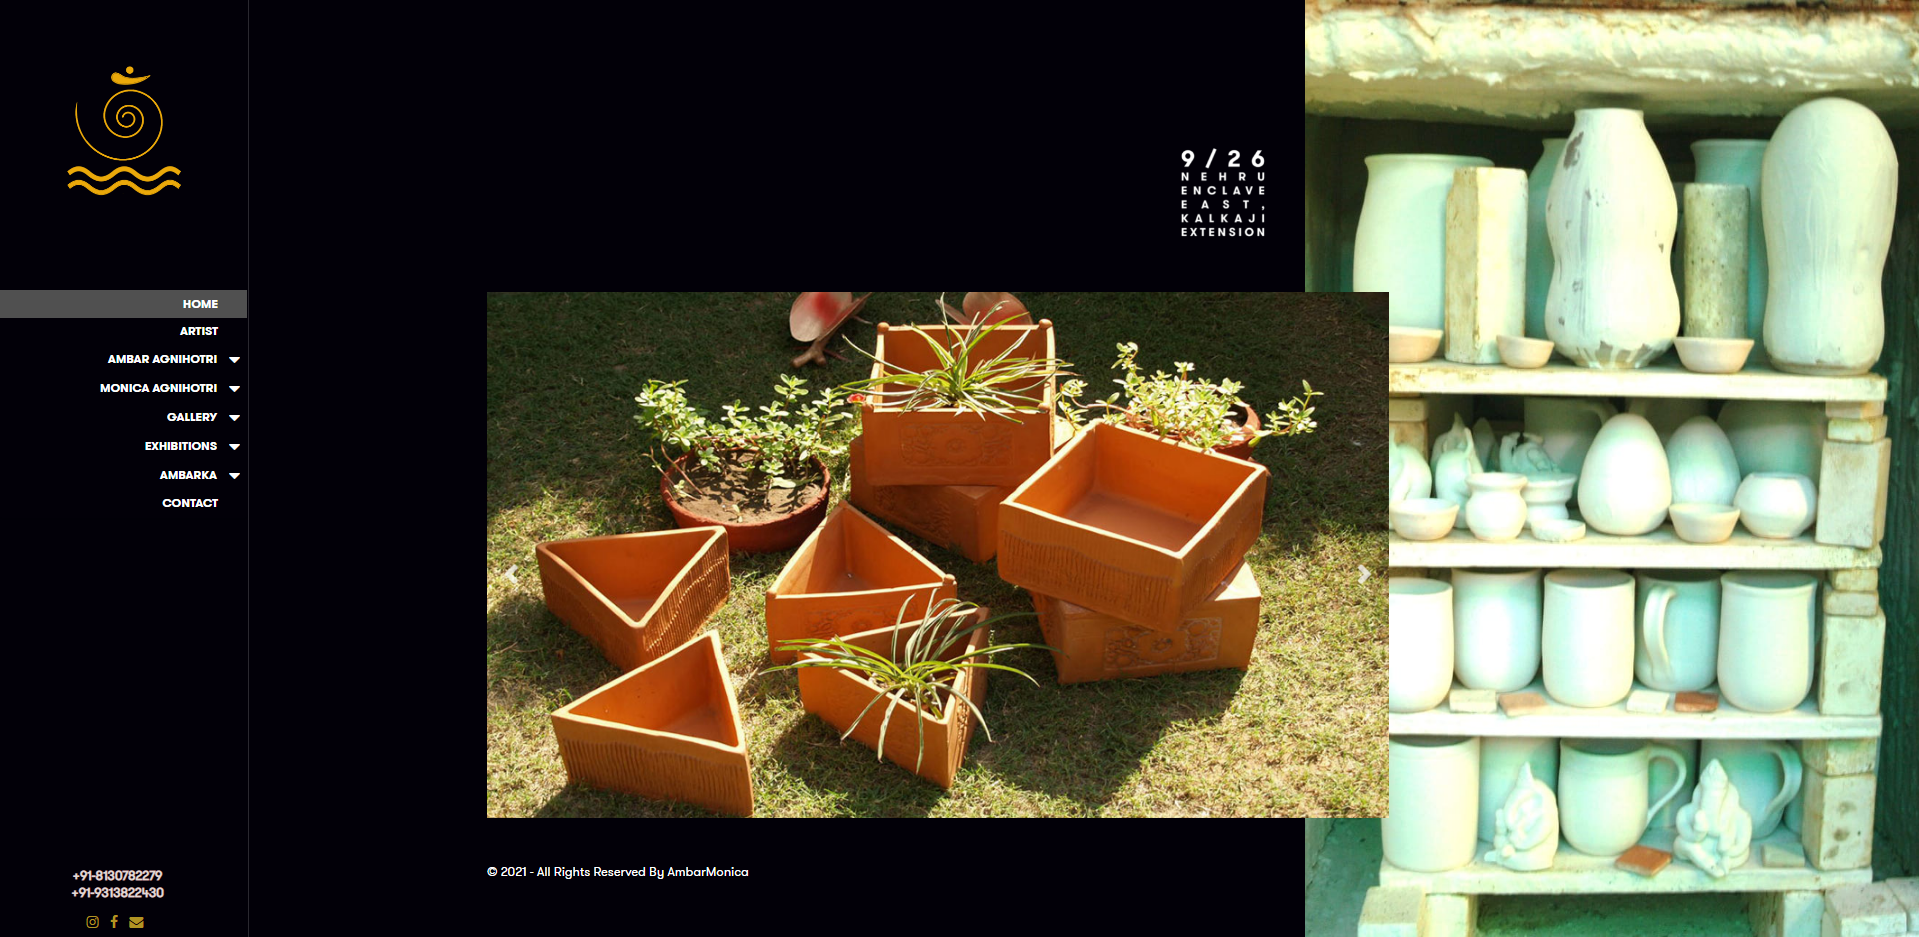 HOME
ARTIST
AMBAR AGNIHOTRI
MONICA AGNIHOTRI
GALLERY
EXHIBITIONS
AMBARKA
CONTACT
+91-8130782279
+91-9313822430
9/26
NEHRU
ENCLAVE
EAST,
KALKAJI
EXTENSION
© 2021 - All Rights Reserved By AmbarMonica